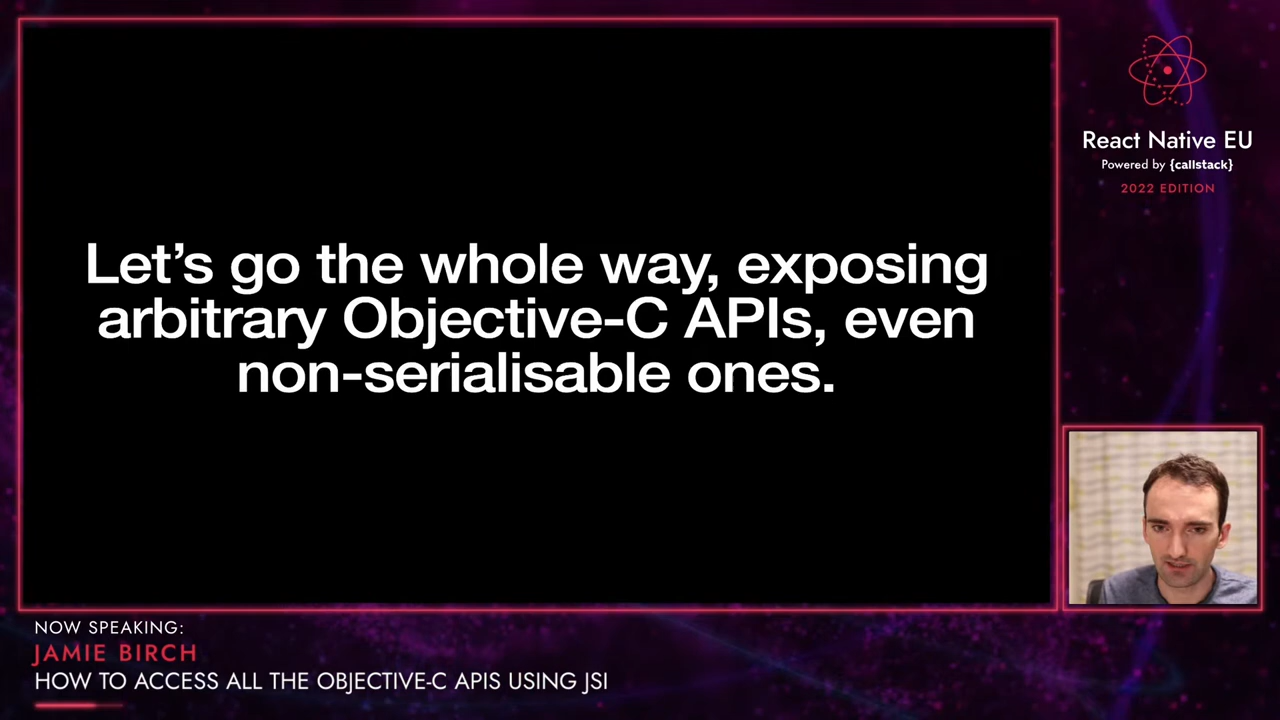 Let’s go the whole way, exposing
arbitrary Objective-C APIs, even
non-serialisable ones.
React Native EU
Powered by {callstack}
2022 EDITION
NOW SPEAKING:
JAMIE BIRCH
HOW TO ACCESS ALL THE OBJECTIVE-C APIS USING JSI